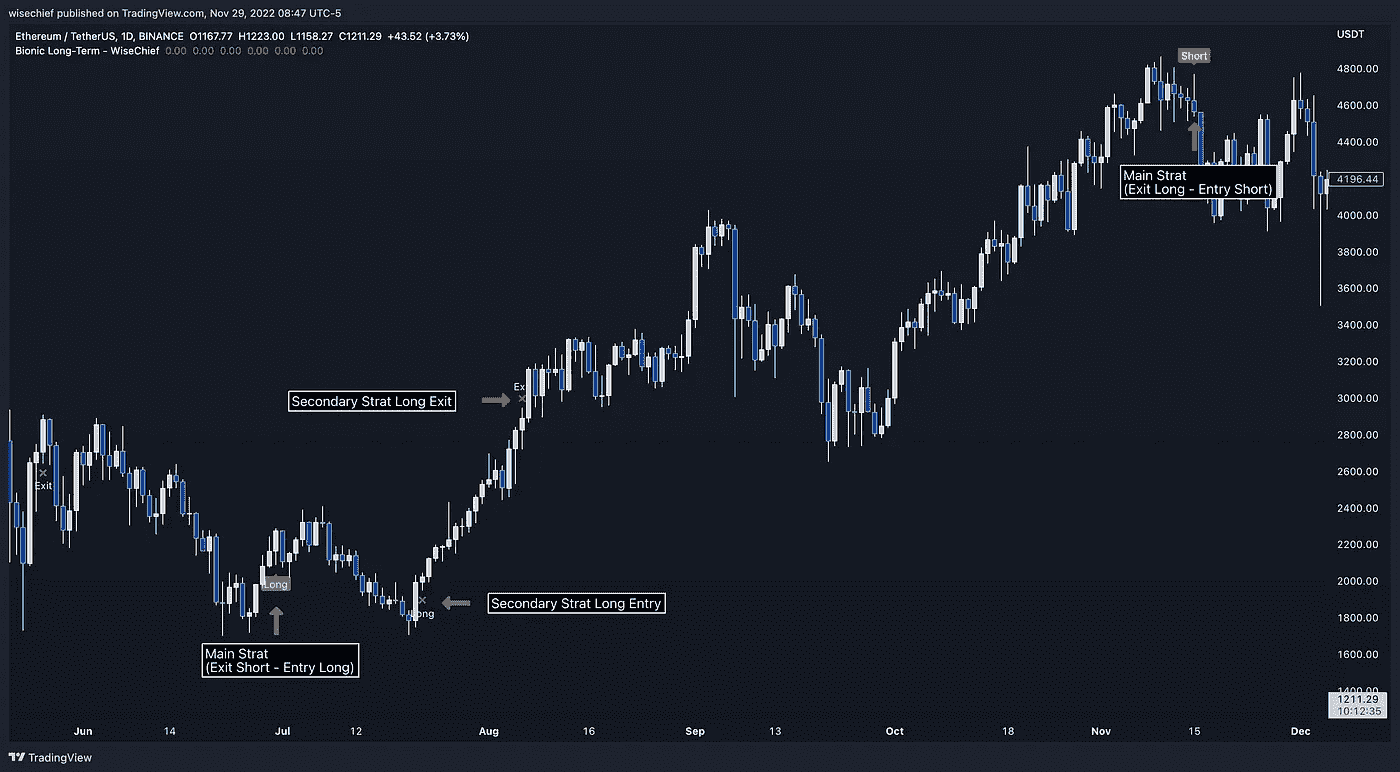 wisechief published on TradingView.com, Nov 29, 2022 08:47 UTC-5
Ethereum / TetherUS, 1D, BINANCE O1167.77 H1223.00 L1158.27 C1211.29 +43.52 (+3.73%)
Bionic Long-Term - WiseChief 0.00 0.00 0.00 0.00 0.00 0.00
USDT
Short
4800.00
4600.00
4400.00
Main Strat
(Exit Long - Entry Short)
4196.44
4000.00
3800.00
3600.00
3400.00
3200.00
Ex
Secondary Strat Long Exit
3000.00
2800.00
2600.00
Exit
2400.00
2200.00
Long
2000.00
Secondary Strat Long Entry
Long
1800.00
Main Strat
(Exit Short - Entry Long)
1600.00
1400.00
1211.29
10:12:35
Jun 14 Jul 12 Aug 16 Sep 13 Oct 18 Nov 15 Dec
TradingView